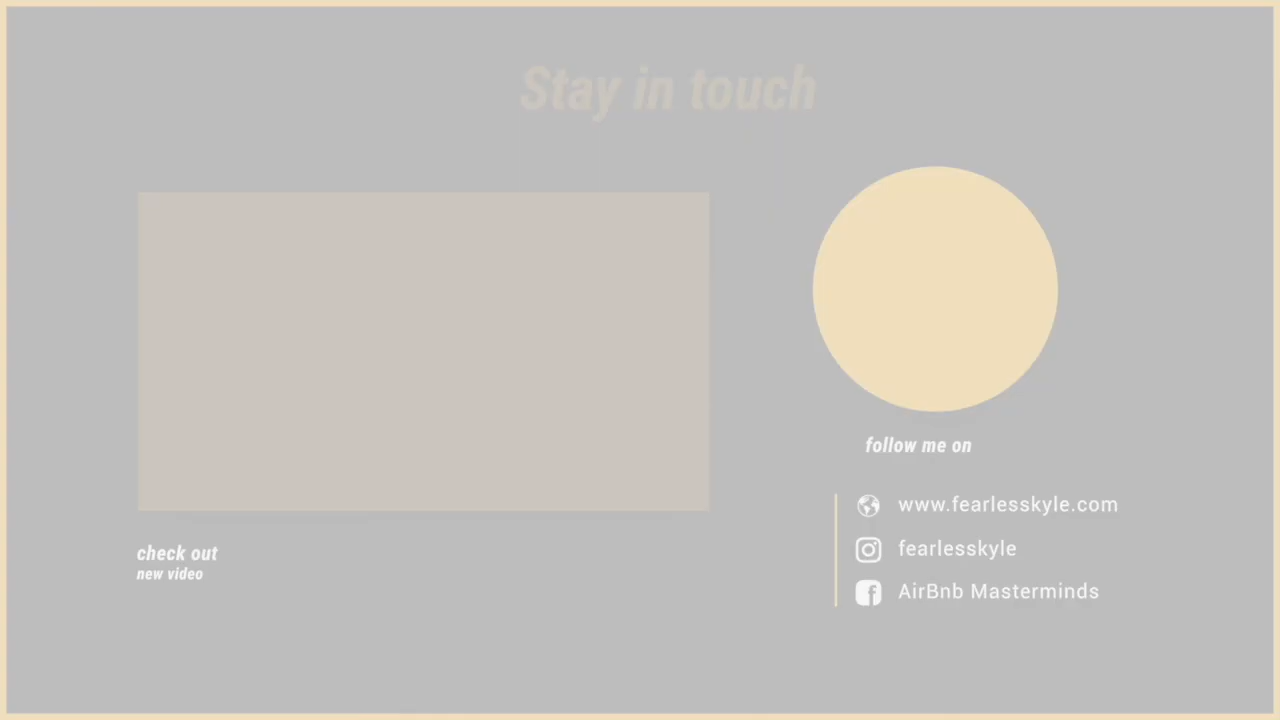 Stay in touch
check out
new video
follow me on
www.fearlesskyle.com
fearlesskyle
AirBnb Masterminds